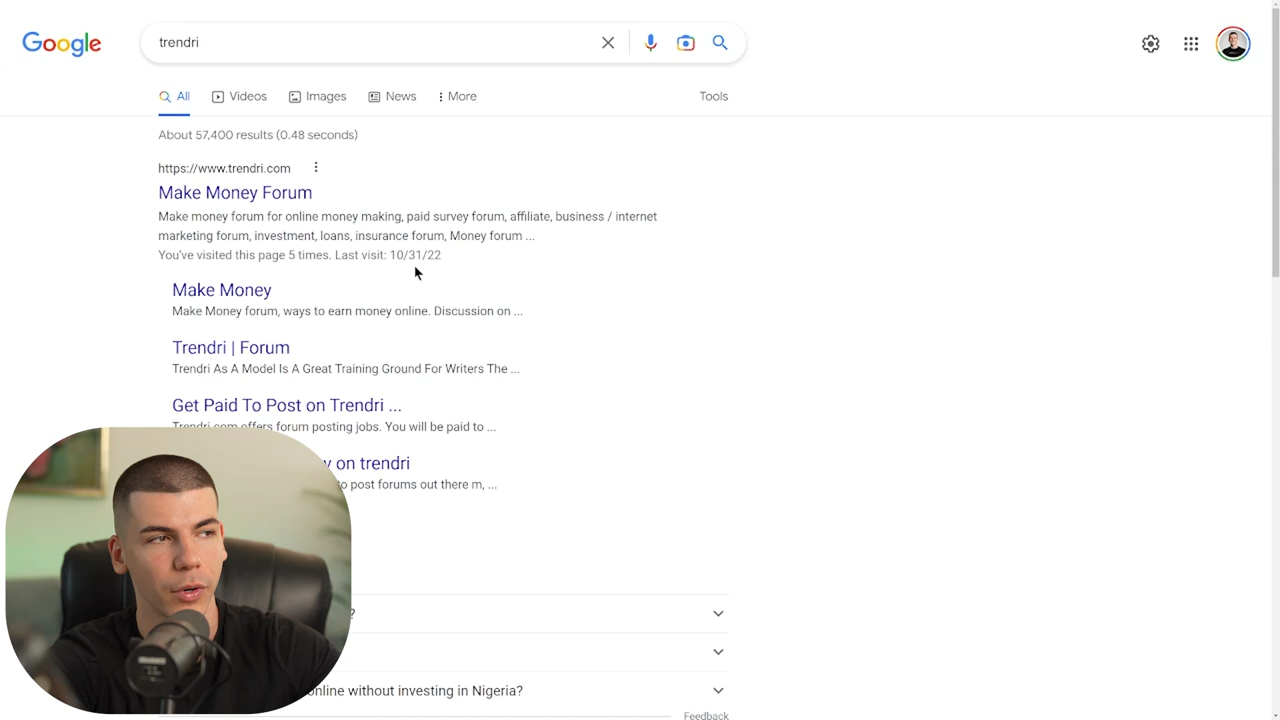 Google
trendri
All
Videos
Images
News
More
Tools
About 57,400 results (0.48 seconds)
https://www.trendri.com
Make Money Forum
Make money forum for online money making, paid survey forum, affiliate, business / internet
marketing forum, investment, loans, insurance forum, Money forum ...
You've visited this page 5 times. Last visit: 10/31/22
Make Money
Make Money forum, ways to earn money online. Discussion on ...
Trendri | Forum
Trendri As A Model Is A Great Training Ground For Writers The ...
Get Paid To Post on Trendri ...
Trendri.com offers forum posting jobs. You will be paid to ...
on trendri
to post forums out there m, ...
?
online without investing in Nigeria?
Feedback